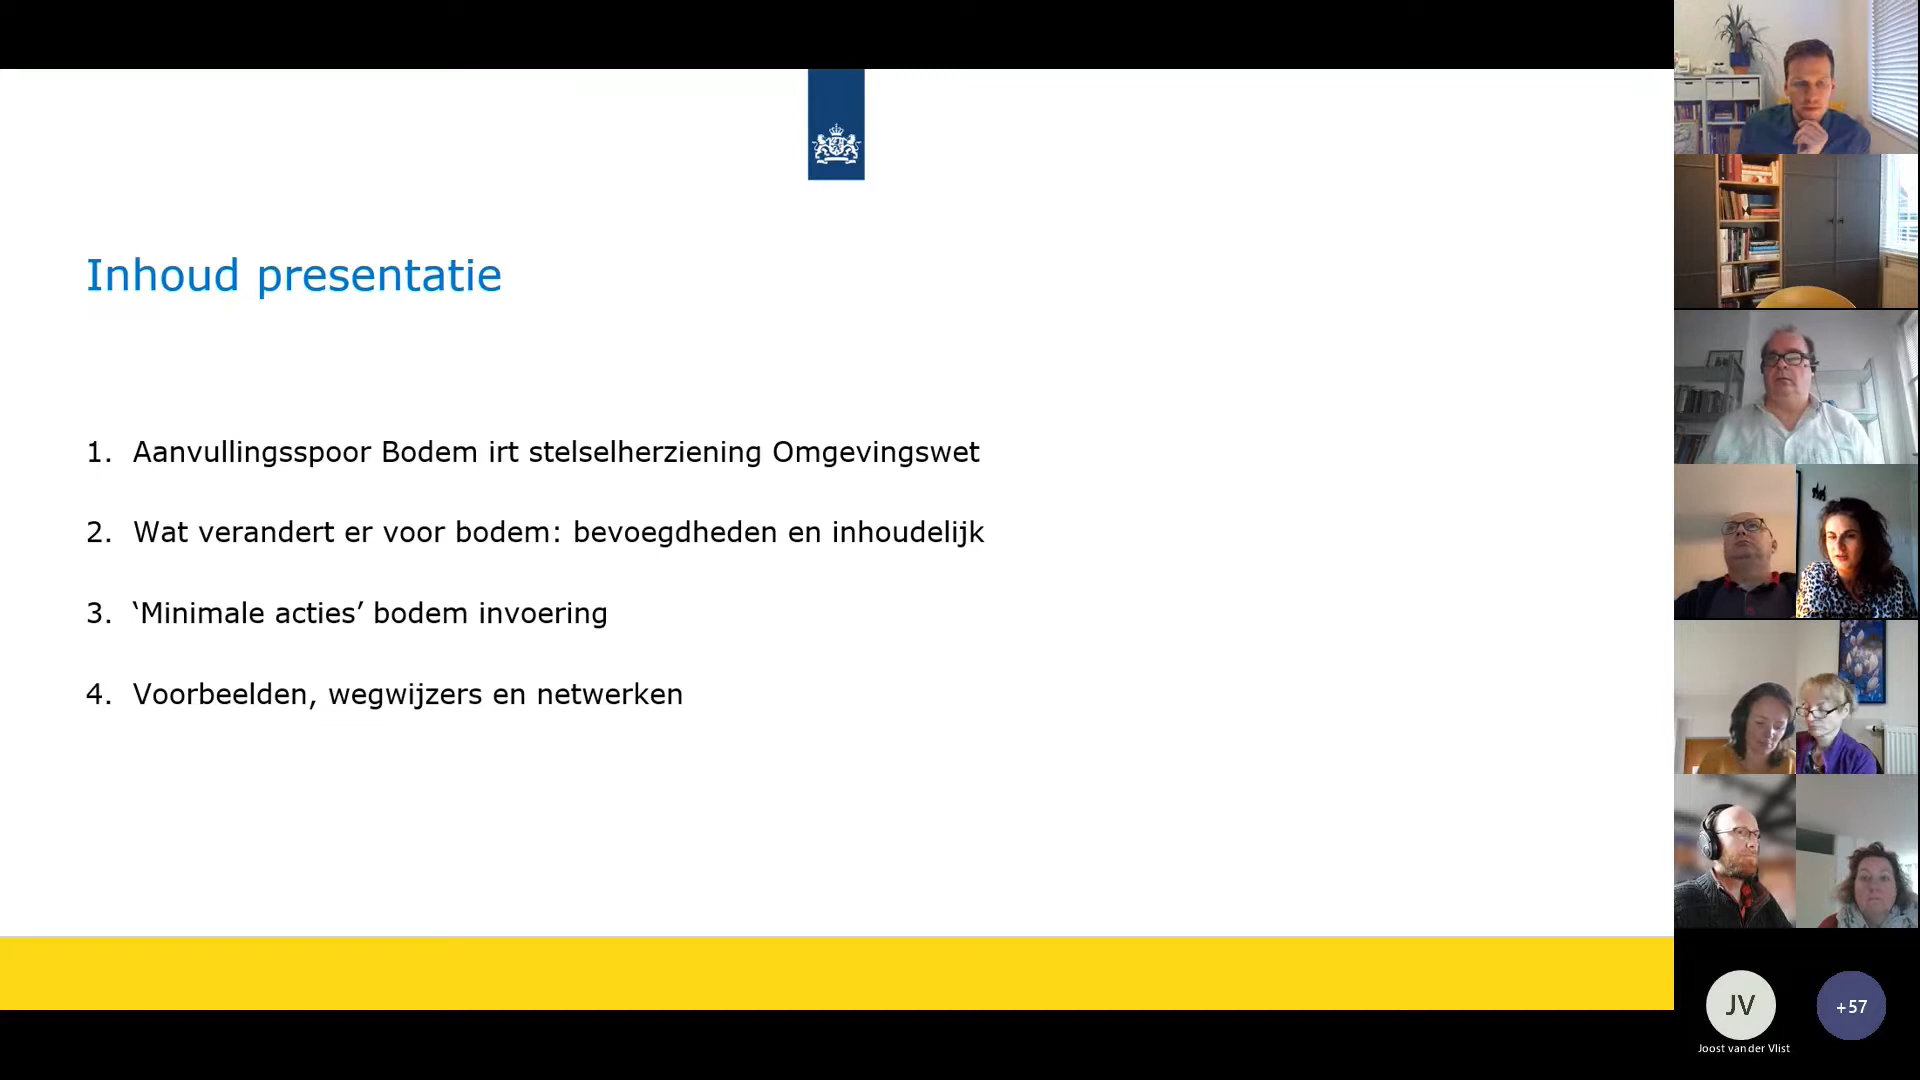 Inhoud presentatie
1. Aanvullingsspoor Bodem irt stelselherziening Omgevingswet
2. Wat verandert er voor bodem: bevoegdheden en inhoudelijk
3. ‘Minimale acties’ bodem invoering
4. Voorbeelden, wegwijzers en netwerken
JV
+57
Joost van der Vlist